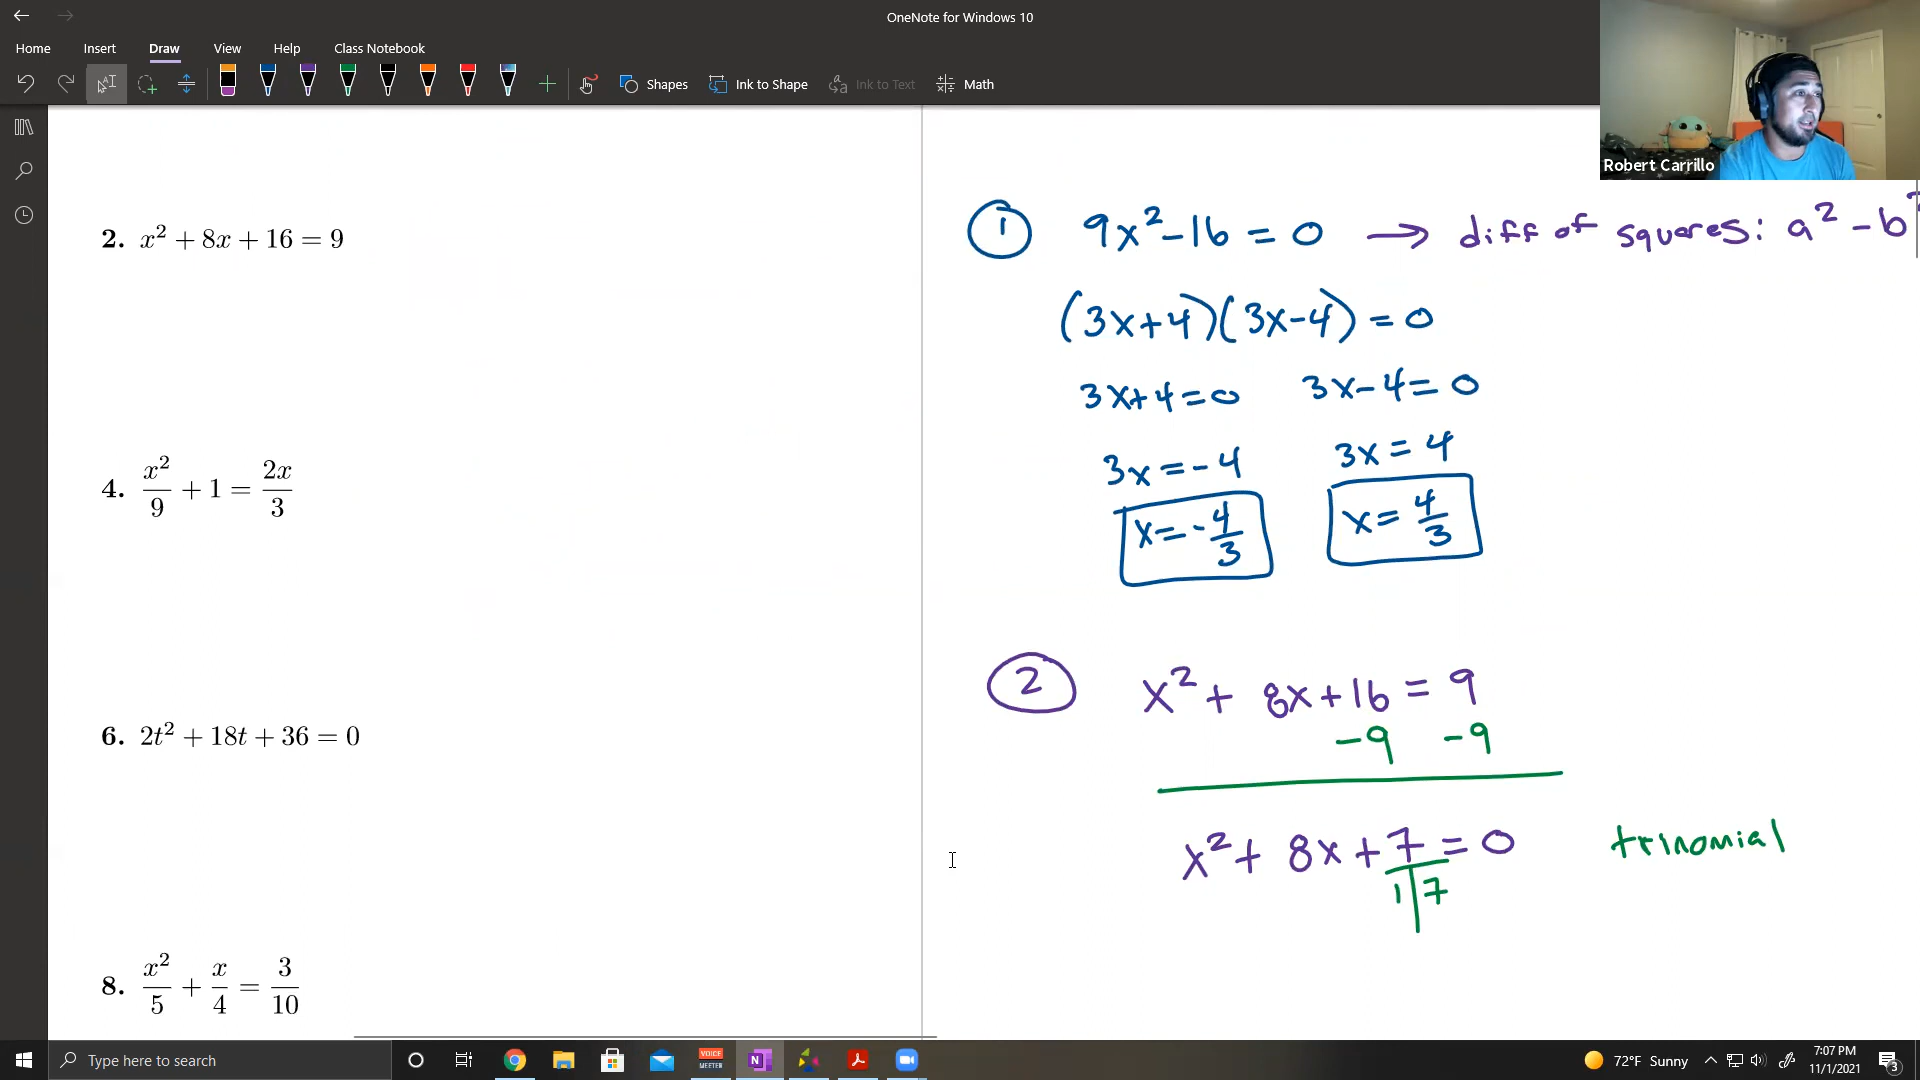 OneNote for Windows 10
Home Insert Draw View Help Class Notebook
Shapes Ink to Shape Ink to Text Math
Robert Carrillo
2. x² + 8x + 16 = 9
4. x²/9 + 1 = 2x/3
6. 2t² + 18t + 36 = 0
8. x²/5 + x/4 = 3/10
① 9x² - 16 = 0 → diff of squares: a² - b²
(3x+4)(3x-4) = 0
3x+4=0 3x-4=0
3x=-4 3x=4
x=-4/3 x=4/3
② x² + 8x+16 = 9
-9 -9
x² + 8x + 7 = 0 trinomial
1 | 7
Type here to search
VOICE MEETER
N
72°F Sunny
7:07 PM
11/1/2021
3